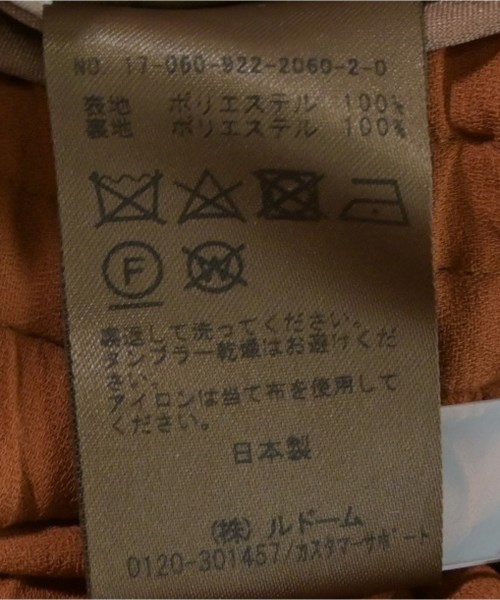 NO. 17-060-922-2060-2-0
表地 ポリエステル 100%
裏地 ポリエステル 100%
F W
裏返して洗ってください。
タンブラー乾燥はお避けくだ
さい。
アイロンは当て布を使用して
ください。
日本製
(株) ルドーム
0120-301457/カスタマーサポート